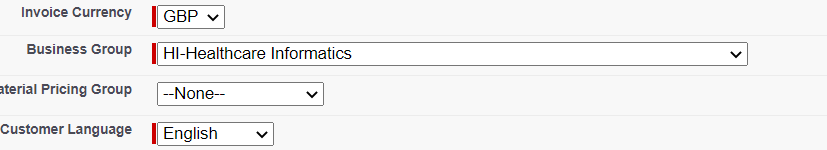 Invoice Currency GBP
Business Group HI-Healthcare Informatics
aterial Pricing Group --None--
Customer Language English